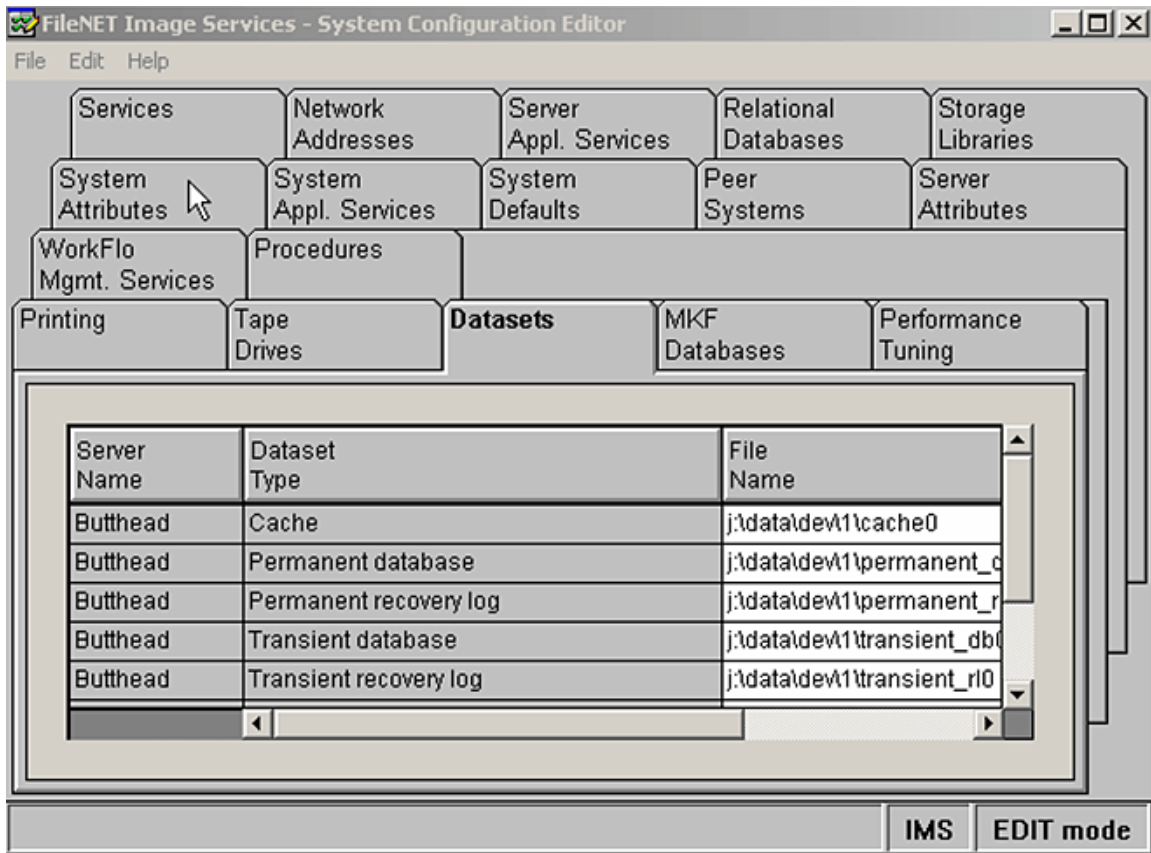 FileNET Image Services - System Configuration Editor
File Edit Help
Services
Network
Addresses
Server
Appl. Services
Relational
Databases
Storage
Libraries
System
Attributes
System
Appl. Services
System
Defaults
Peer
Systems
Server
Attributes
WorkFlo
Mgmt. Services
Procedures
Printing
Tape
Drives
Datasets
MKF
Databases
Performance
Tuning
Server
Name
Dataset
Type
File
Name
Butthead Cache j:\data\dev\1\cache0
Butthead Permanent database j:\data\dev\1\permanent_d
Butthead Permanent recovery log j:\data\dev\1\permanent_r
Butthead Transient database j:\data\dev\1\transient_db0
Butthead Transient recovery log j:\data\dev\1\transient_rl0
IMS EDIT mode